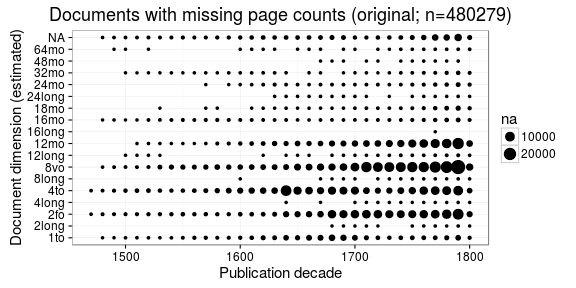 Documents with missing page counts (original; n=480279)
Document dimension (estimated)
NA
64mo
48mo
32mo
24mo
24long
18mo
16mo
16long
12mo
12long
8vo
8long
4to
4long
2fo
2long
1to
1500
1600
1700
1800
Publication decade
na
10000
20000